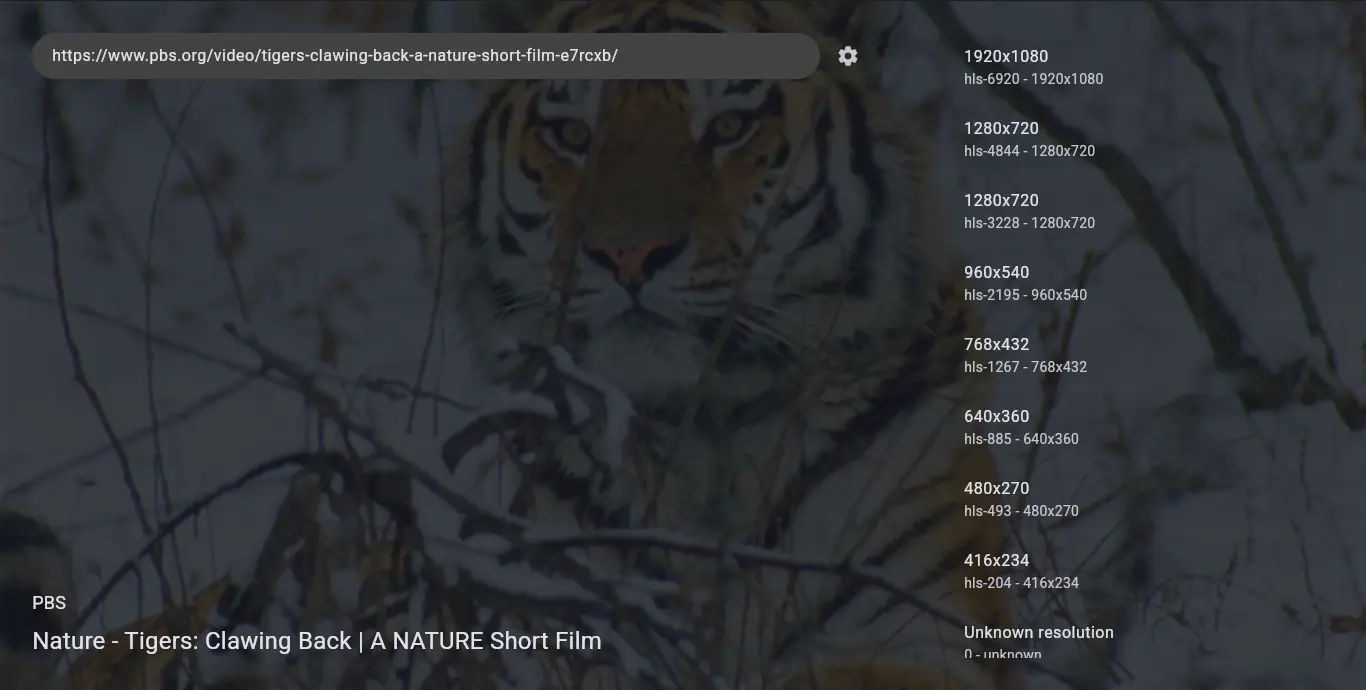 https://www.pbs.org/video/tigers-clawing-back-a-nature-short-film-e7rcxb/
1920x1080
hls-6920 - 1920x1080
1280x720
hls-4844 - 1280x720
1280x720
hls-3228 - 1280x720
960x540
hls-2195 - 960x540
768x432
hls-1267 - 768x432
640x360
hls-885 - 640x360
480x270
hls-493 - 480x270
416x234
hls-204 - 416x234
Unknown resolution
0 - unknown
PBS
Nature - Tigers: Clawing Back | A NATURE Short Film